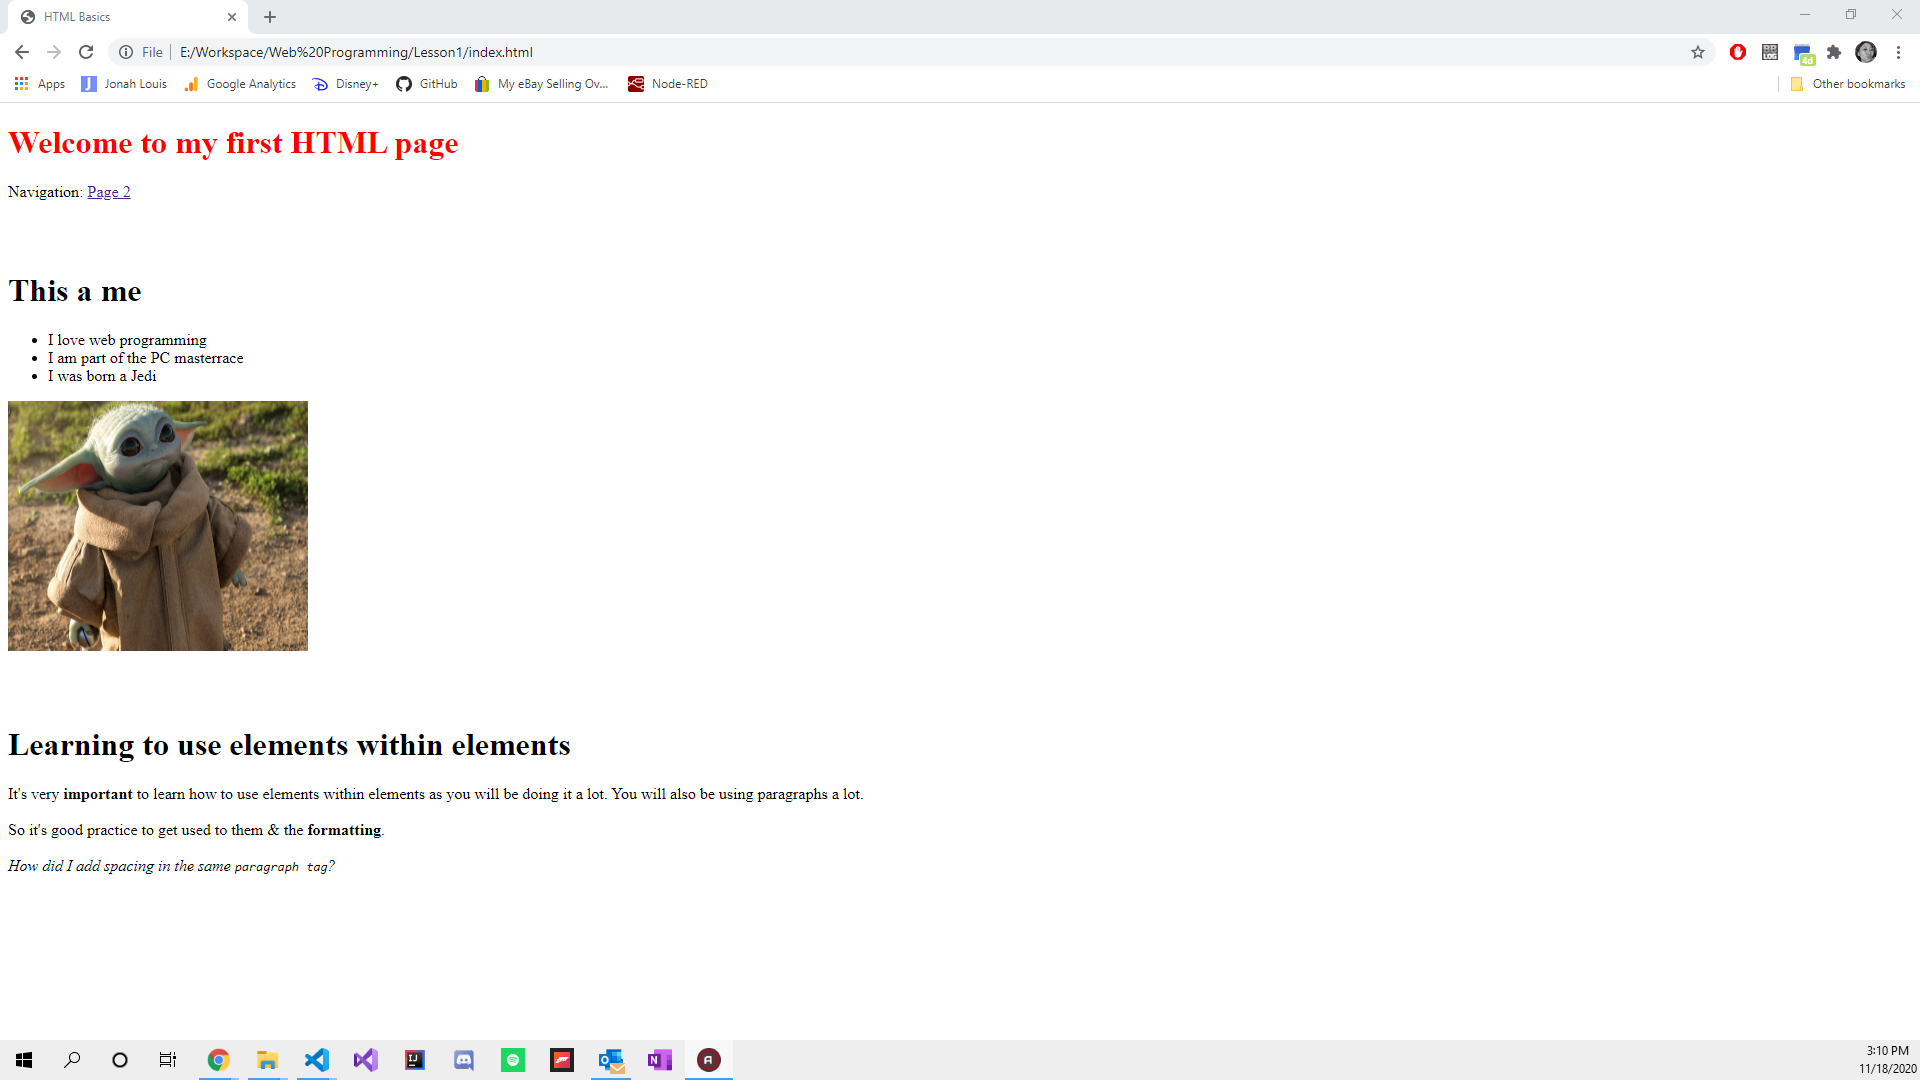 HTML Basics
File
E:/Workspace/Web%20Programming/Lesson1/index.html
4d
Apps
Jonah Louis
Google Analytics
Disney+
GitHub
My eBay Selling Ov...
Node-RED
Other bookmarks
Welcome to my first HTML page
Navigation: Page 2
This a me
I love web programming
I am part of the PC masterrace
I was born a Jedi
Learning to use elements within elements
It's very important to learn how to use elements within elements as you will be doing it a lot. You will also be using paragraphs a lot.
So it's good practice to get used to them & the formatting.
How did I add spacing in the same paragraph tag?
3:10 PM
11/18/2020